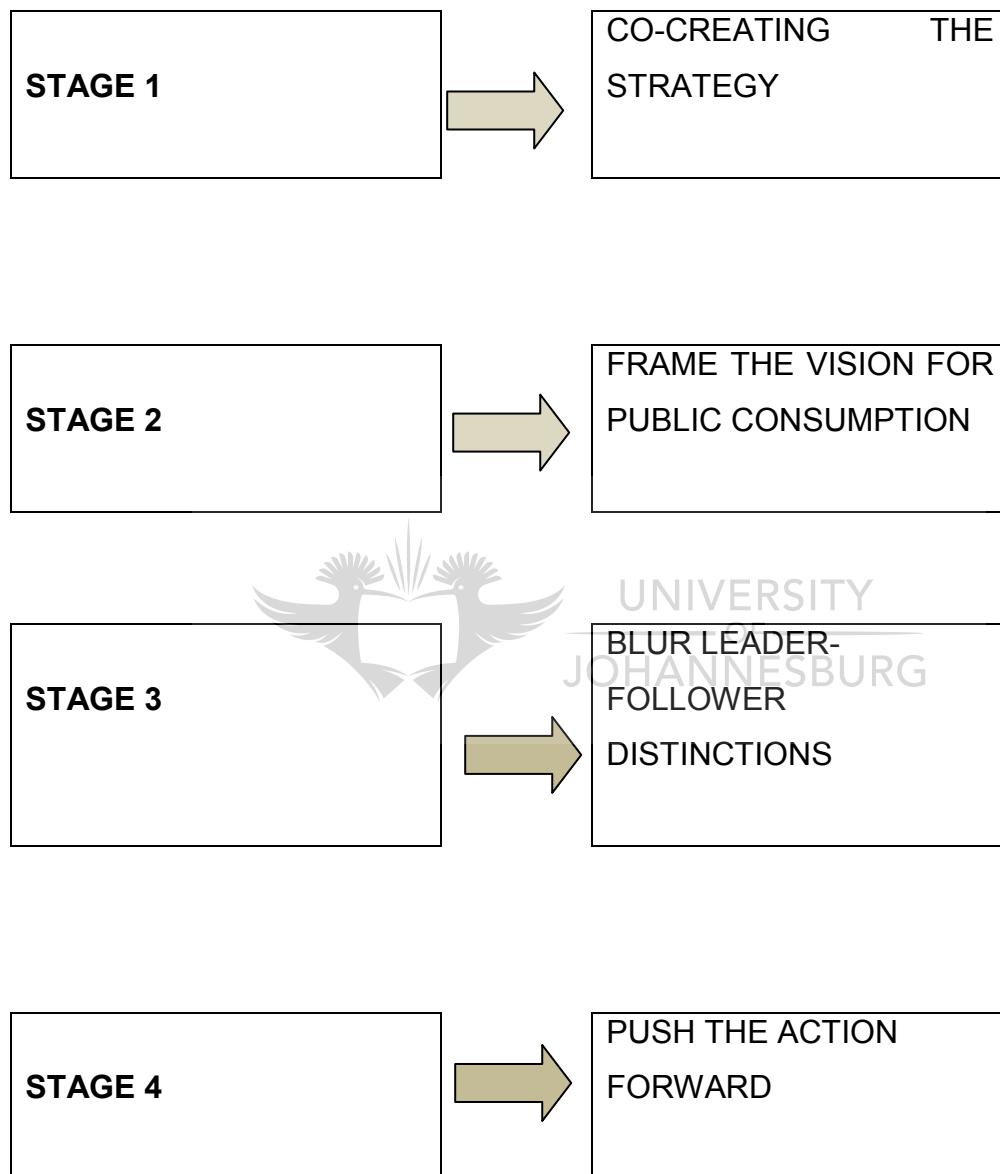 STAGE 1
CO-CREATING THE
STRATEGY
STAGE 2
FRAME THE VISION FOR
PUBLIC CONSUMPTION
UNIVERSITY
OF
JOHANNESBURG
STAGE 3
BLUR LEADER-
FOLLOWER
DISTINCTIONS
STAGE 4
PUSH THE ACTION
FORWARD